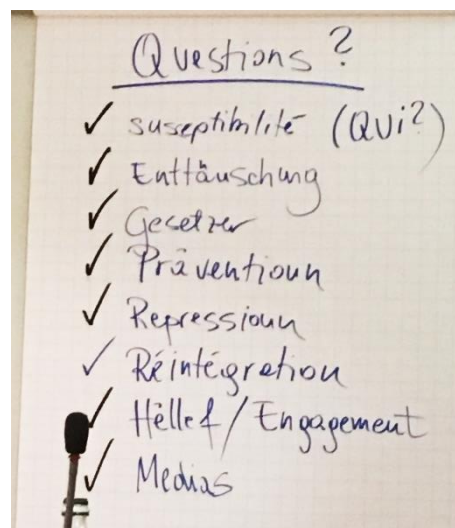 Questions ?
susceptibilité (QUi?)
Enttäuschung
Gesetzer
Präventioun
Repressioun
Réintégration
Hëllef / Engagement
Medias